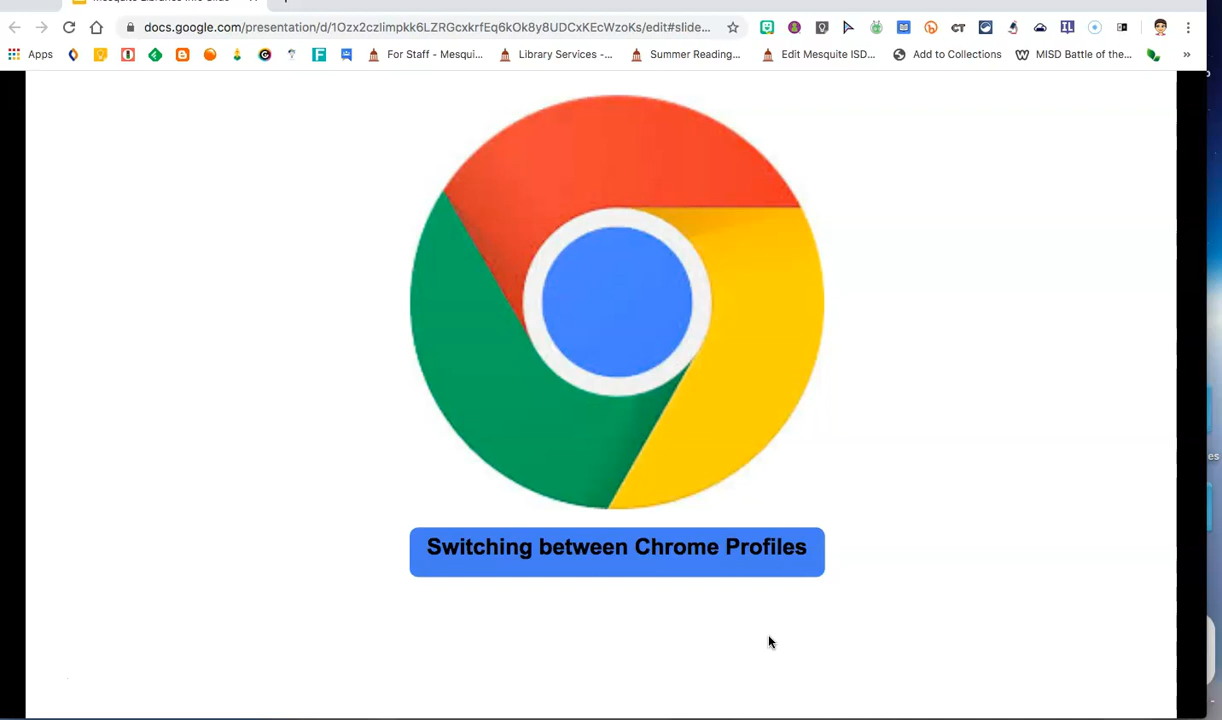 docs.google.com/presentation/d/1Ozx2czIimpkk6LZRGcxkrfEq6kOk8y8UDCxKEcWzoKs/edit#slide...
Apps
For Staff - Mesqui...
Library Services -...
Summer Reading...
Edit Mesquite ISD...
Add to Collections
MISD Battle of the...
»
Switching between Chrome Profiles